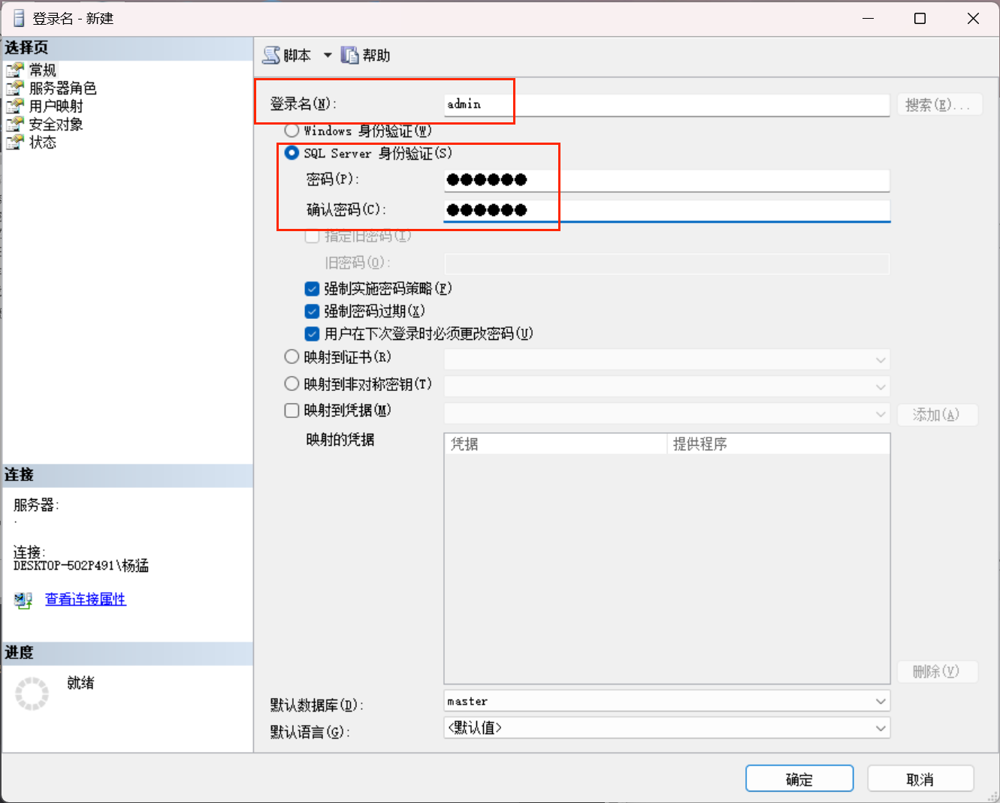 登录名 - 新建
选择页
常规
服务器角色
用户映射
安全对象
状态
脚本
帮助
登录名(N):
admin
搜索(E)...
Windows 身份验证(W)
SQL Server 身份验证(S)
密码(P):
●●●●●●
确认密码(C):
●●●●●●
指定旧密码(I)
旧密码(O):
强制实施密码策略(F)
强制密码过期(X)
用户在下次登录时必须更改密码(U)
映射到证书(R)
映射到非对称密钥(T)
映射到凭据(M)
添加(A)
映射的凭据
凭据
提供程序
删除(V)
默认数据库(D):
master
默认语言(G):
<默认值>
连接
服务器:
.
连接:
DESKTOP-502P491\杨猛
查看连接属性
进度
就绪
确定
取消